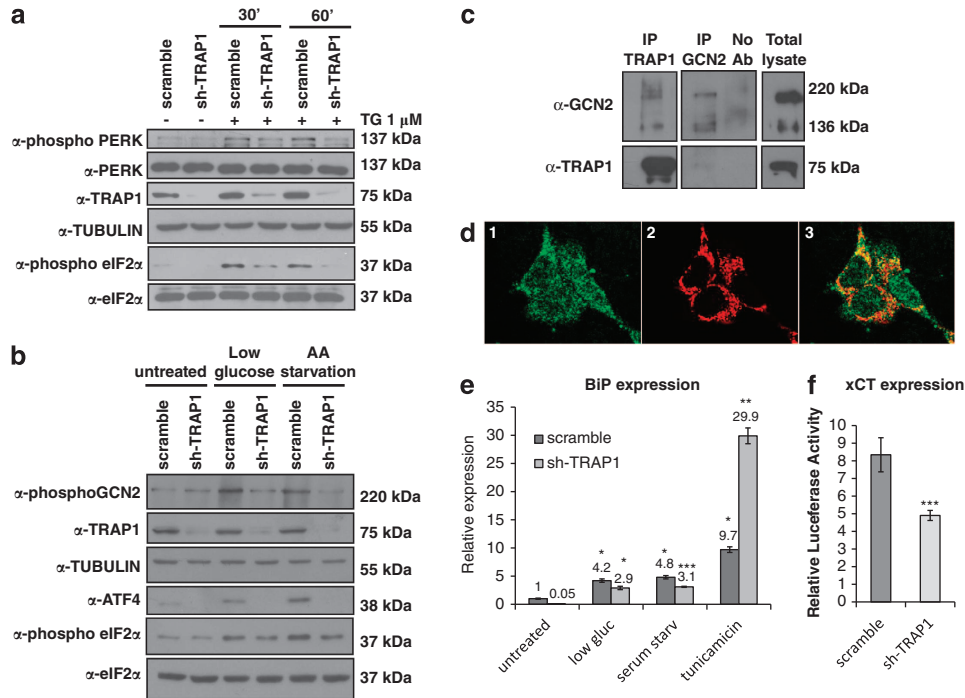 a
30' 60'
scramble sh-TRAP1 scramble sh-TRAP1 scramble sh-TRAP1
- - + + + + TG 1 μM
α-phospho PERK 137 kDa
α-PERK 137 kDa
α-TRAP1 75 kDa
α-TUBULIN 55 kDa
α-phospho eIF2α 37 kDa
α-eIF2α 37 kDa
b
untreated Low glucose AA starvation
scramble sh-TRAP1 scramble sh-TRAP1 scramble sh-TRAP1
α-phosphoGCN2 220 kDa
α-TRAP1 75 kDa
α-TUBULIN 55 kDa
α-ATF4 38 kDa
α-phospho eIF2α 37 kDa
α-eIF2α 37 kDa
c
IP TRAP1 IP GCN2 No Ab Total lysate
α-GCN2 220 kDa
136 kDa
α-TRAP1 75 kDa
d 1 2 3
e
BiP expression
Relative expression
35
30
25
20
15
10
5
0
scramble
sh-TRAP1
1 0.05
* 4.2 * 2.9
* 4.8 *** 3.1
* 9.7 ** 29.9
untreated low gluc serum starv tunicamicin
f
xCT expression
Relative Luceferase Activity
10
9
8
7
6
5
4
3
2
1
0
***
scramble sh-TRAP1